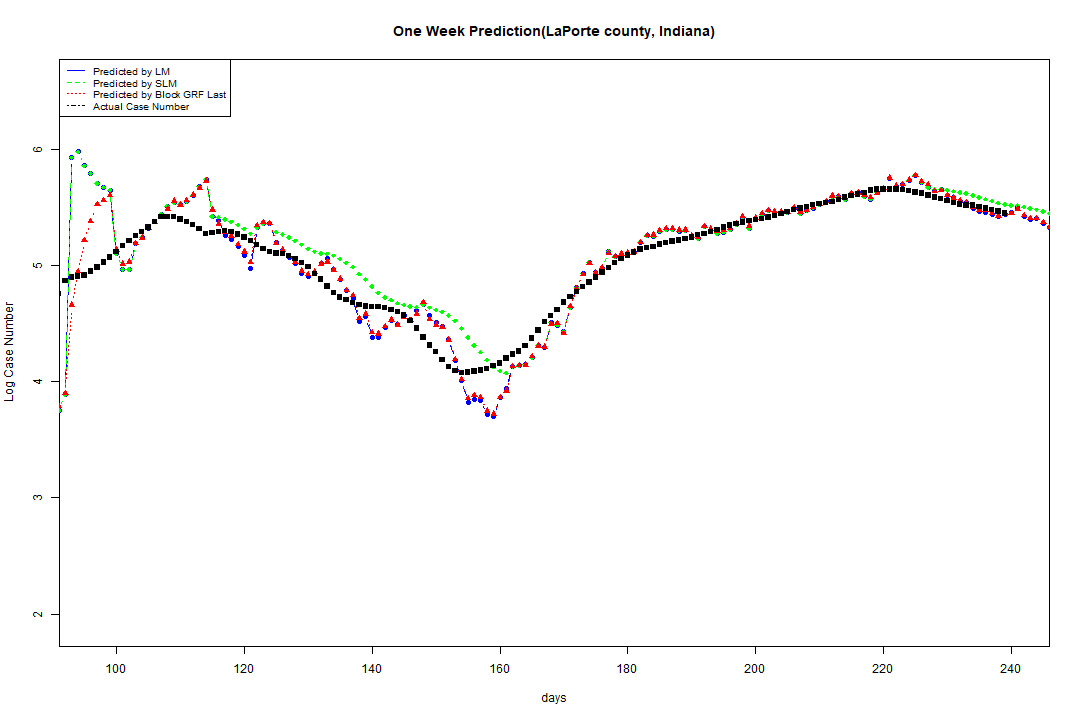 One Week Prediction(LaPorte county, Indiana)
Predicted by LM
Predicted by SLM
Predicted by Block GRF Last
Actual Case Number
6
5
4
3
2
Log Case Number
100 120 140 160 180 200 220 240
days